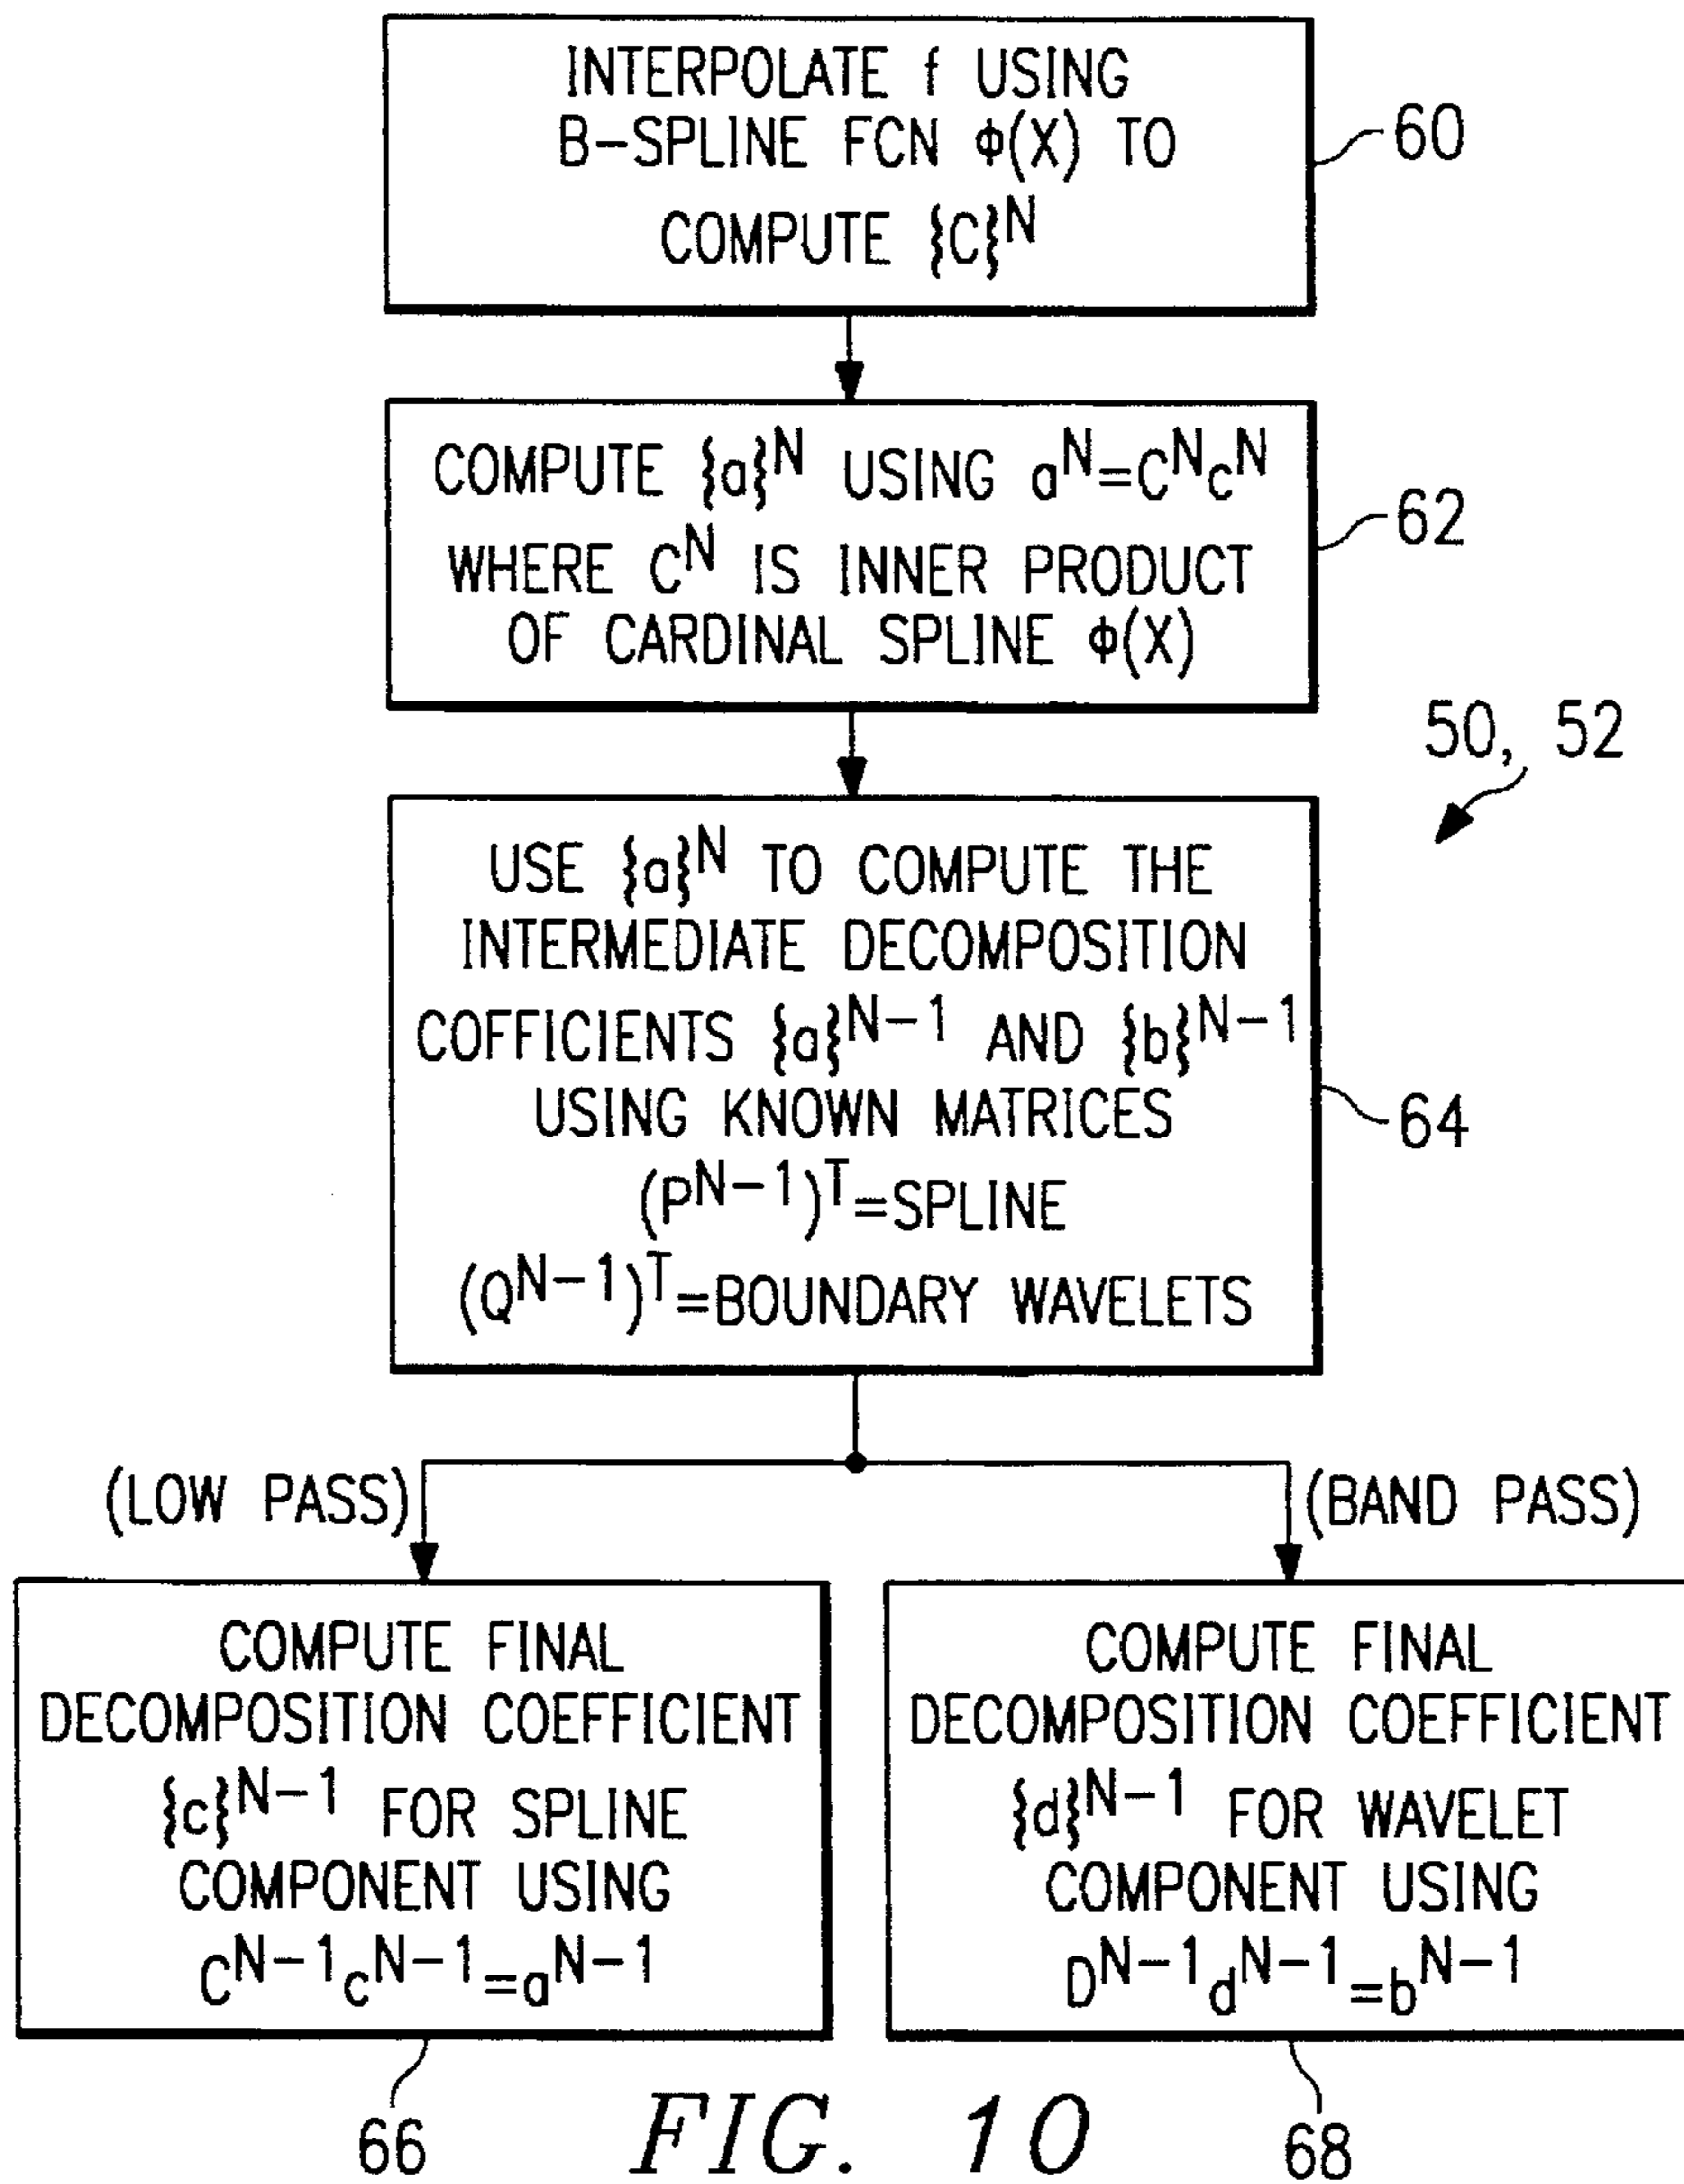 INTERPOLATE f USING
B-SPLINE FCN ϕ(X) TO
COMPUTE {C}^N
60
COMPUTE {a}^N USING a^N=C^Nc^N
WHERE C^N IS INNER PRODUCT
OF CARDINAL SPLINE ϕ(X)
62
50, 52
USE {a}^N TO COMPUTE THE
INTERMEDIATE DECOMPOSITION
COFFICIENTS {a}^N-1 AND {b}^N-1
USING KNOWN MATRICES
(P^N-1)^T=SPLINE
(Q^N-1)^T=BOUNDARY WAVELETS
64
(LOW PASS)
(BAND PASS)
COMPUTE FINAL
DECOMPOSITION COEFFICIENT
{c}^N-1 FOR SPLINE
COMPONENT USING
C^N-1c^N-1=a^N-1
66
COMPUTE FINAL
DECOMPOSITION COEFFICIENT
{d}^N-1 FOR WAVELET
COMPONENT USING
D^N-1d^N-1=b^N-1
68
FIG. 10